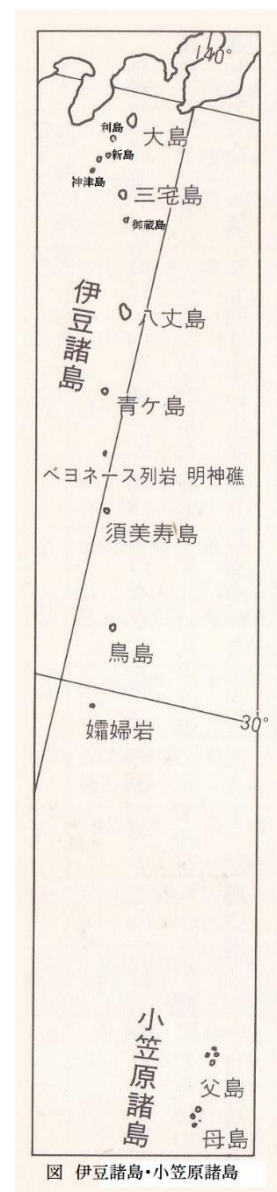 140°
大島
利島
新島
神津島
三宅島
御蔵島
八丈島
伊豆諸島
青ケ島
ベヨネース列岩 明神礁
須美寿島
鳥島
孀婦岩
30°
小笠原諸島
父島
母島
図 伊豆諸島・小笠原諸島